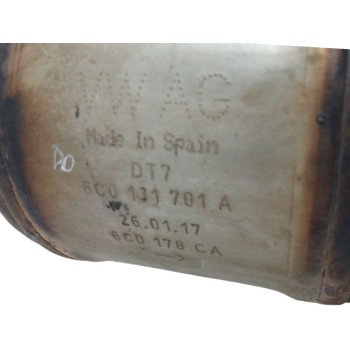 VW AG
Made In Spain
DT7
6C0 131 701 A
26.01.17
6C0 178 CA